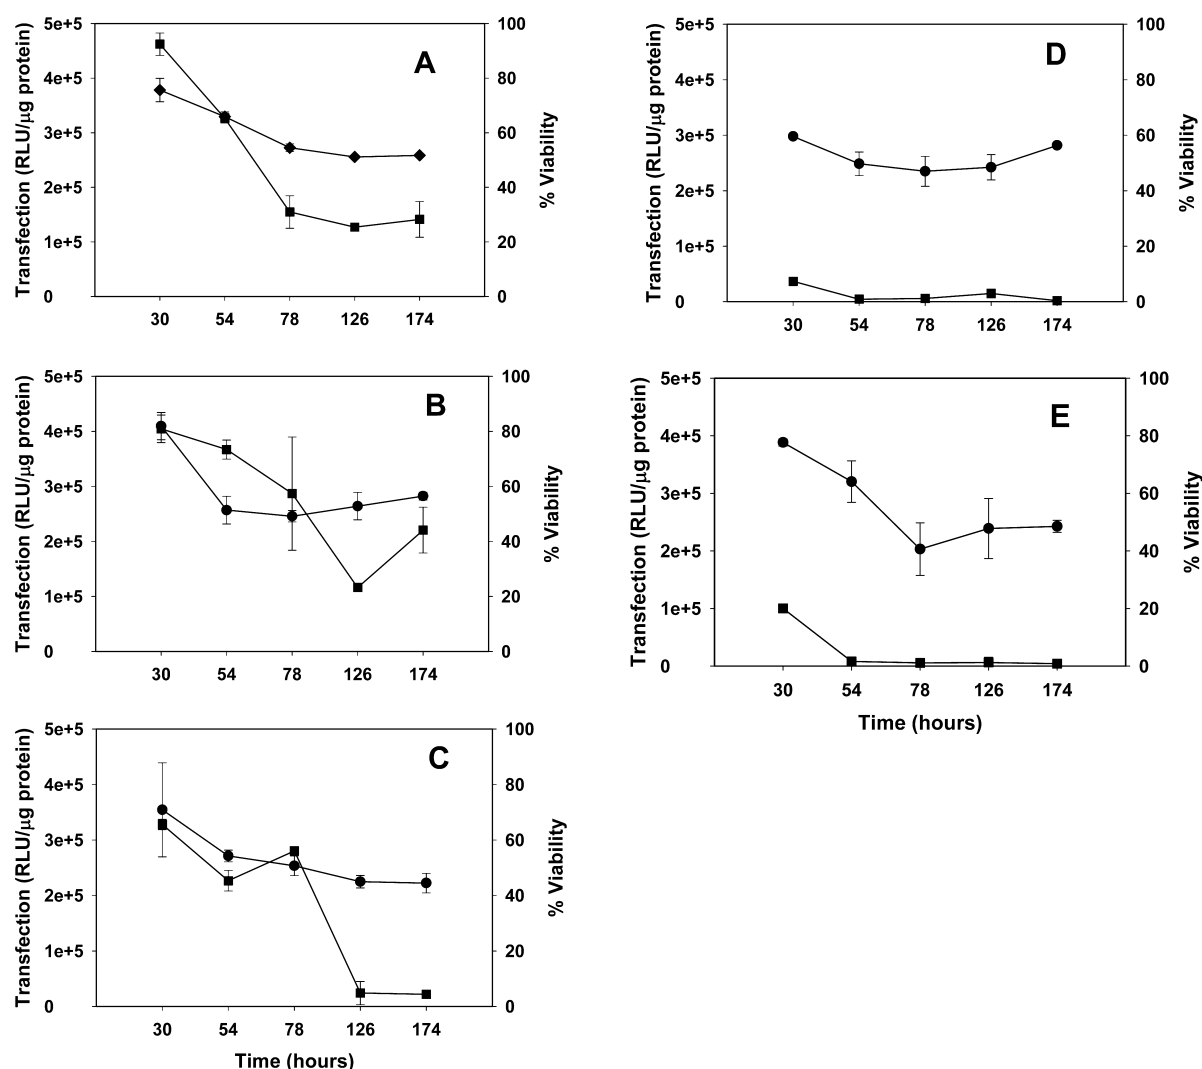 A
Transfection (RLU/µg protein)
5e+5
4e+5
3e+5
2e+5
1e+5
0
100
80
60
40
20
0
% Viability
30 54 78 126 174
B
Transfection (RLU/µg protein)
5e+5
4e+5
3e+5
2e+5
1e+5
0
100
80
60
40
20
0
% Viability
30 54 78 126 174
C
Transfection (RLU/µg protein)
5e+5
4e+5
3e+5
2e+5
1e+5
0
100
80
60
40
20
0
% Viability
30 54 78 126 174
Time (hours)
D
Transfection (RLU/µg protein)
5e+5
4e+5
3e+5
2e+5
1e+5
0
100
80
60
40
20
0
% Viability
30 54 78 126 174
E
Transfection (RLU/µg protein)
5e+5
4e+5
3e+5
2e+5
1e+5
0
100
80
60
40
20
0
% Viability
30 54 78 126 174
Time (hours)